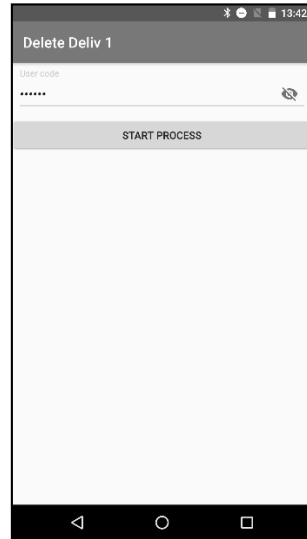 13:42
Delete Deliv 1
User code
••••••
START PROCESS